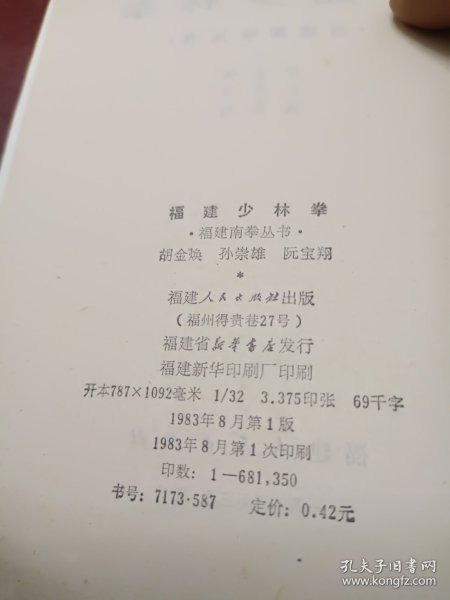 福建少林拳
·福建南拳丛书·
胡金焕 孙崇雄 阮宝翔
*
福建人民出版社出版
(福州得贵巷27号)
福建省新华书店发行
福建新华印刷厂印刷
开本787×1092毫米 1/32 3.375印张 69千字
1983年8月第1版
1983年8月第1次印刷
印数：1—681,350
书号：7173·587 定价：0.42元
孔夫子旧书网
www.kongfz.com